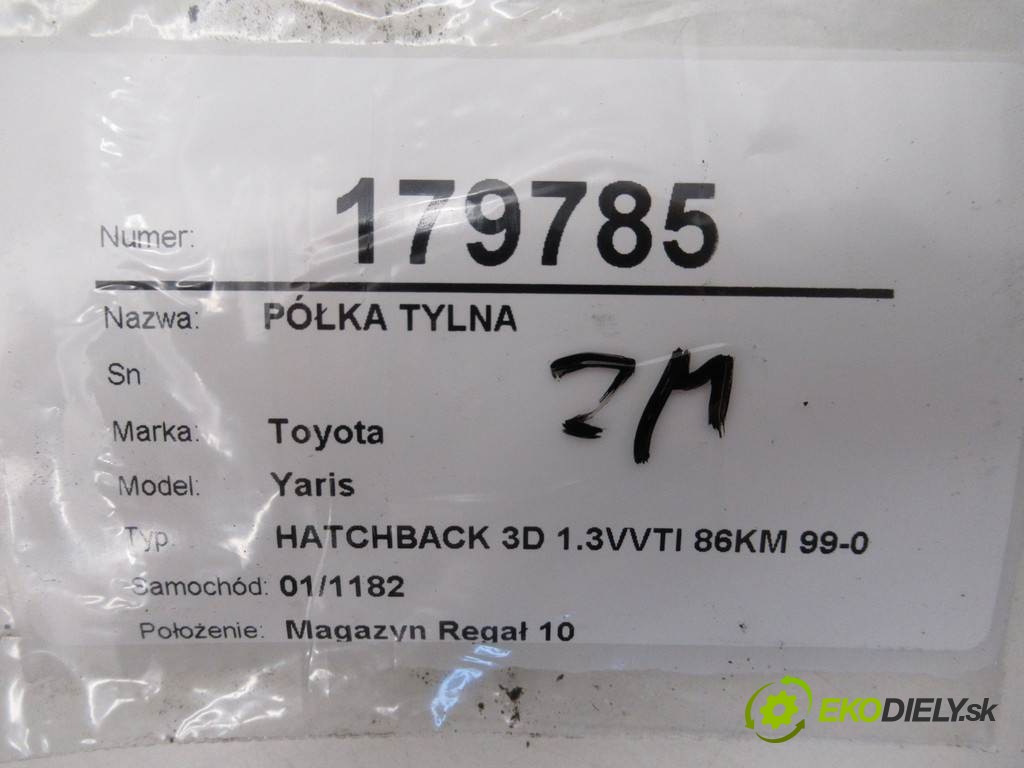 Numer: 179785
Nazwa: PÓŁKA TYLNA
Sn
Marka: Toyota
Model: Yaris
Typ. HATCHBACK 3D 1.3VVTI 86KM 99-0
Samochód: 01/1182
Położenie: Magazyn Regał 10
EKODIELY.sk